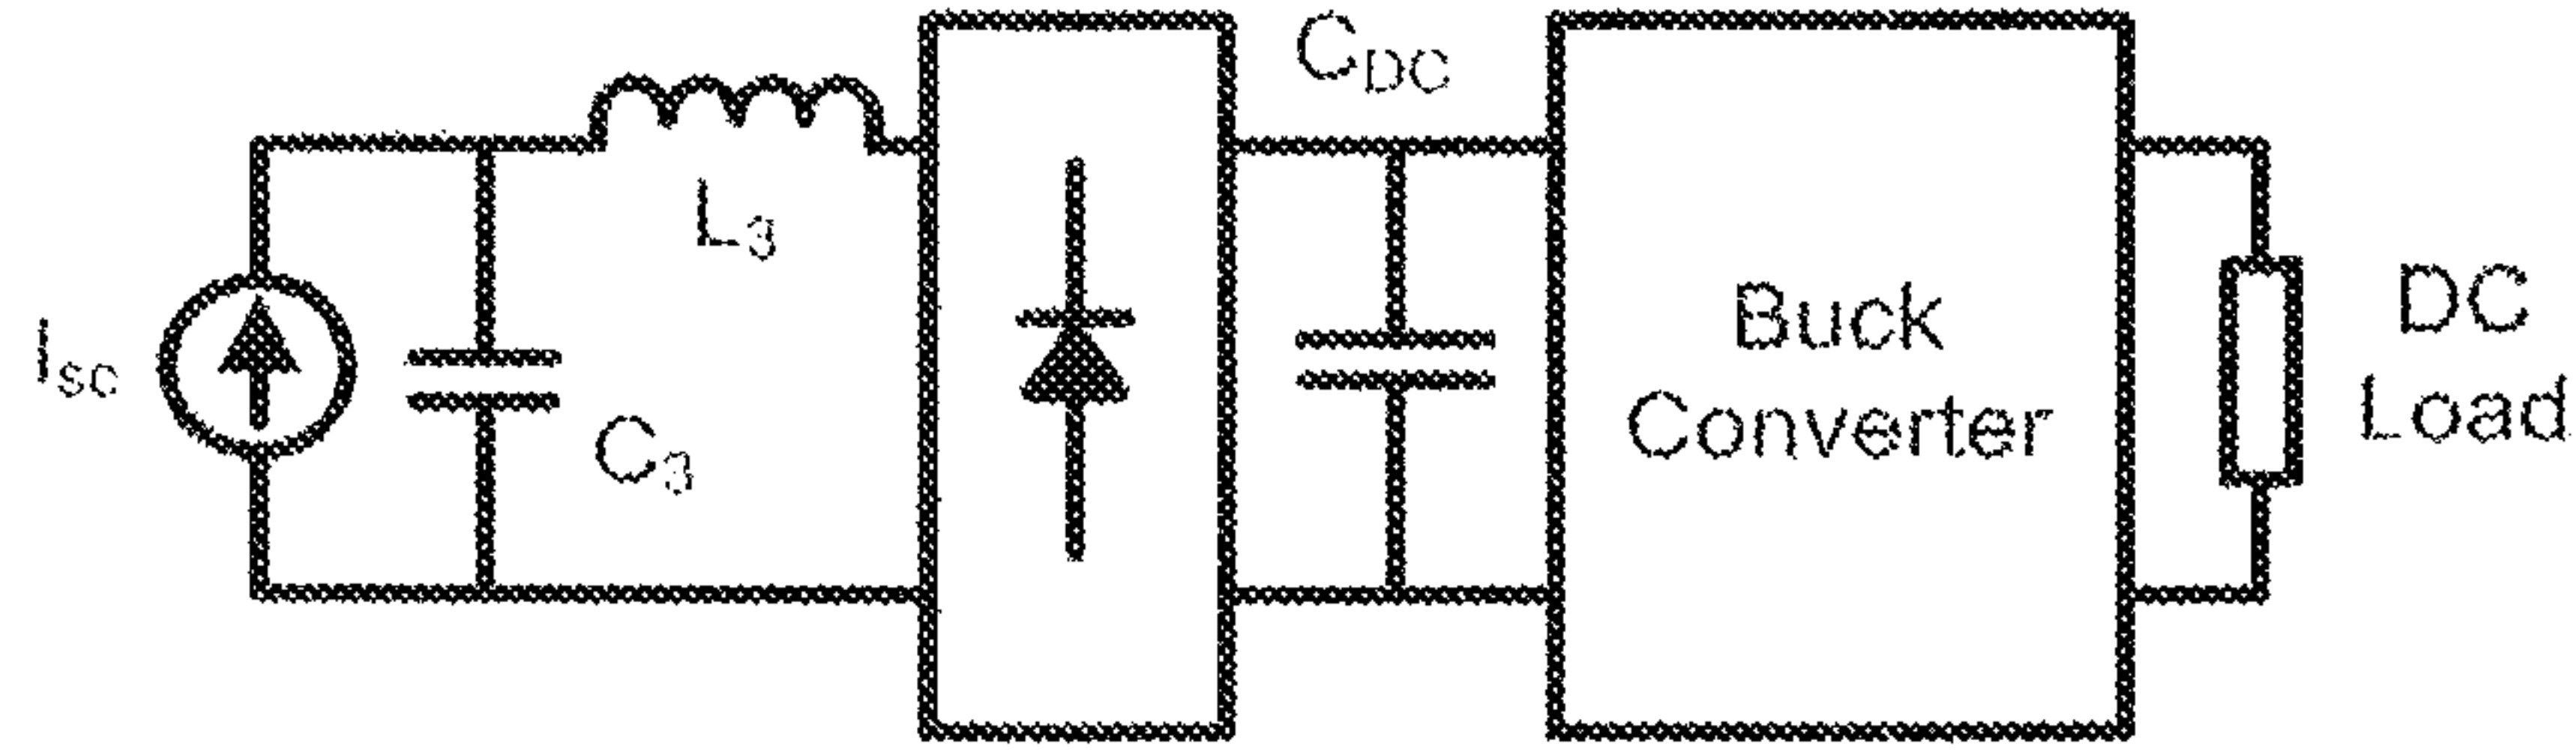 C_DC
L_3
I_sc
C_3
Buck
Converter
DC
Load